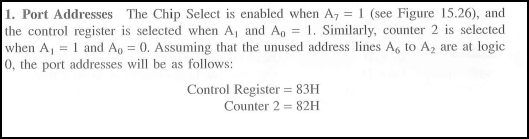 1. Port Addresses The Chip Select is enabled when A₇ = 1 (see Figure 15.26), and
the control register is selected when A₁ and A₀ = 1. Similarly, counter 2 is selected
when A₁ = 1 and A₀ = 0. Assuming that the unused address lines A₆ to A₂ are at logic
0, the port addresses will be as follows:
Control Register = 83H
Counter 2 = 82H